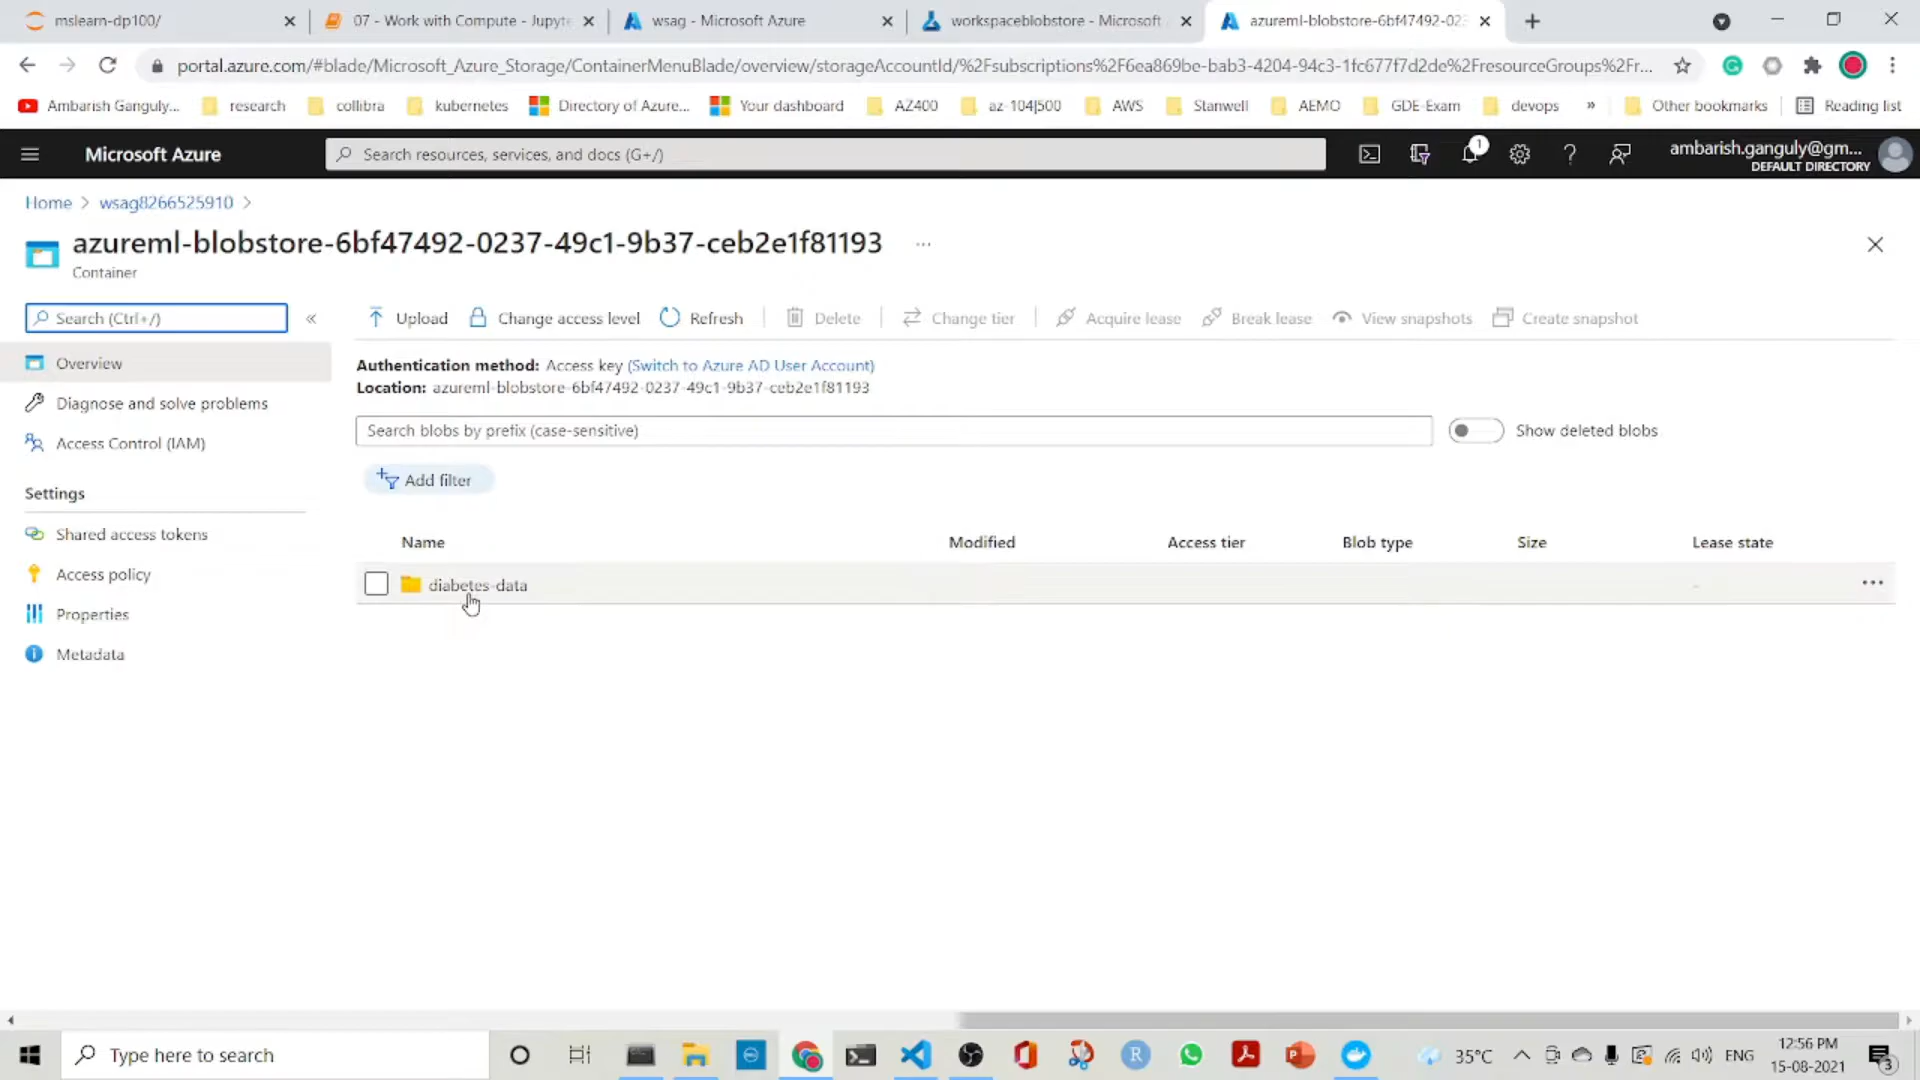 mslearn-dp100/
07 - Work with Compute - Jupyte
wsag - Microsoft Azure
workspaceblobstore - Microsoft
azureml-blobstore-6bf47492-023
portal.azure.com/#blade/Microsoft_Azure_Storage/ContainerMenuBlade/overview/storageAccountId/%2Fsubscriptions%2F6ea869be-bab3-4204-94c3-1fc677f7d2de%2FresourceGroups%2Fr...
Ambarish Ganguly... research collibra kubernetes Directory of Azure... Your dashboard AZ400 az-104|500 AWS Stanwell AEMO GDE-Exam devops » Other bookmarks Reading list
Microsoft Azure
Search resources, services, and docs (G+/)
1
ambarish.ganguly@gm...
DEFAULT DIRECTORY
Home > wsag8266525910 >
azureml-blobstore-6bf47492-0237-49c1-9b37-ceb2e1f81193 ...
Container
Search (Ctrl+/) «
Upload Change access level Refresh Delete Change tier Acquire lease Break lease View snapshots Create snapshot
Overview
Diagnose and solve problems
Access Control (IAM)
Settings
Shared access tokens
Access policy
Properties
Metadata
Authentication method: Access key (Switch to Azure AD User Account)
Location: azureml-blobstore-6bf47492-0237-49c1-9b37-ceb2e1f81193
Search blobs by prefix (case-sensitive)
Show deleted blobs
Add filter
Name Modified Access tier Blob type Size Lease state
diabetes-data - ...
Type here to search
35°C
ENG
12:56 PM
15-08-2021
3